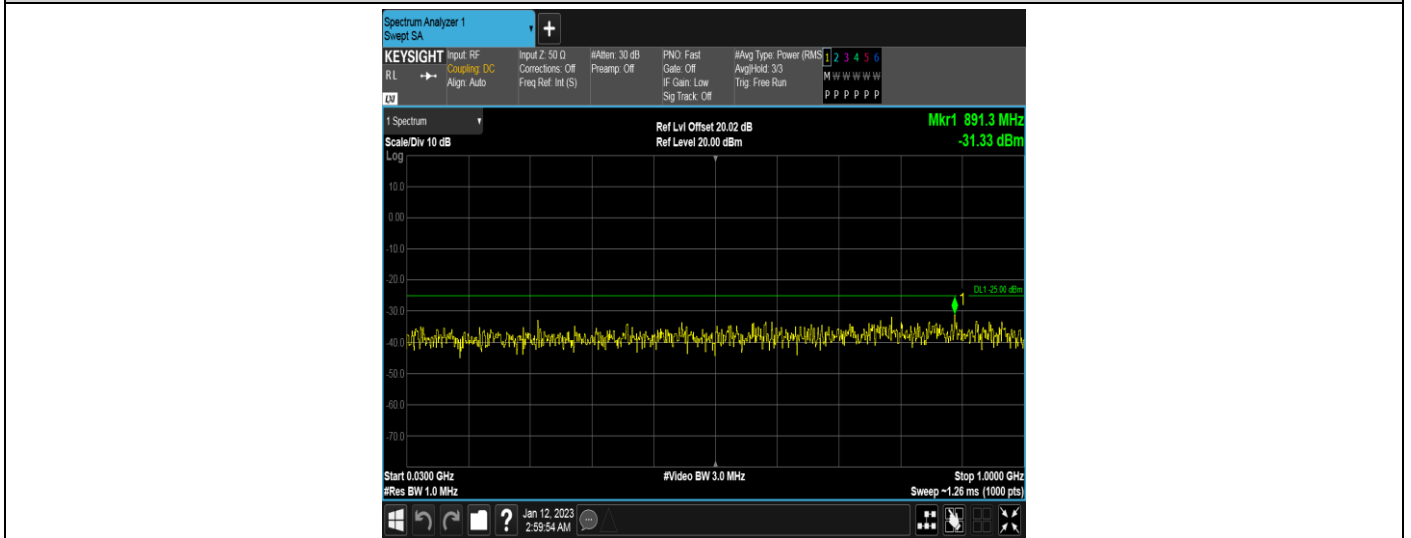 Spectrum Analyzer 1
Swept SA
+
KEYSIGHT
RL
Input: RF
Coupling: DC
Align: Auto
Input Z: 50 Ω
Corrections: Off
Freq Ref: Int (S)
#Atten: 30 dB
Preamp: Off
PNO: Fast
Gate: Off
IF Gain: Low
Sig Track: Off
#Avg Type: Power (RMS
Avg|Hold: 3/3
Trig: Free Run
1 2 3 4 5 6
M W W W W W
P P P P P P
1 Spectrum
Scale/Div 10 dB
Ref Lvl Offset 20.02 dB
Ref Level 20.00 dBm
Mkr1 891.3 MHz
-31.33 dBm
Log
10.0
0.00
-10.0
-20.0
DL1 -25.00 dBm
1
-30.0
-40.0
-50.0
-60.0
-70.0
Start 0.0300 GHz
#Video BW 3.0 MHz
Stop 1.0000 GHz
#Res BW 1.0 MHz
Sweep ~1.26 ms (1000 pts)
?
Jan 12, 2023
2:59:54 AM